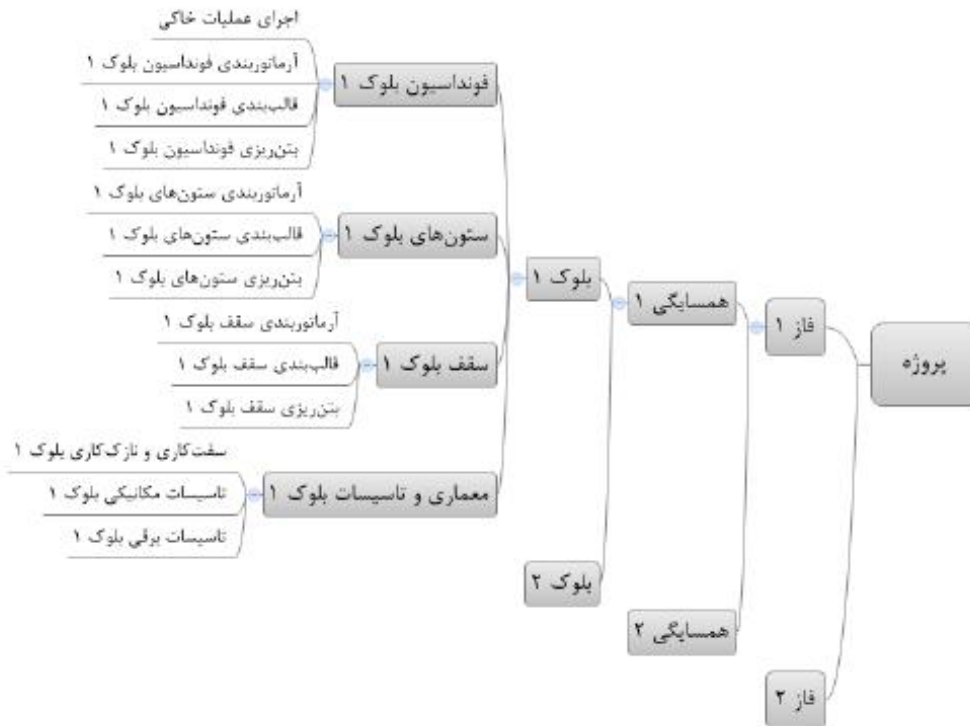 پروژه
فاز ۱
همسایگی ۱
بلوک ۱
فونداسیون بلوک ۱
اجرای عملیات خاکی
آرماتوربندی فونداسیون بلوک ۱
قالب‌بندی فونداسیون بلوک ۱
بتن‌ریزی فونداسیون بلوک ۱
ستون‌های بلوک ۱
آرماتوربندی ستون‌های بلوک ۱
قالب‌بندی ستون‌های بلوک ۱
بتن‌ریزی ستون‌های بلوک ۱
سقف بلوک ۱
آرماتوربندی سقف بلوک ۱
قالب‌بندی سقف بلوک ۱
بتن‌ریزی سقف بلوک ۱
معماری و تاسیسات بلوک ۱
سفت‌کاری و نازک‌کاری بلوک ۱
تاسیسات مکانیکی بلوک ۱
تاسیسات برقی بلوک ۱
بلوک ۲
همسایگی ۲
فاز ۲